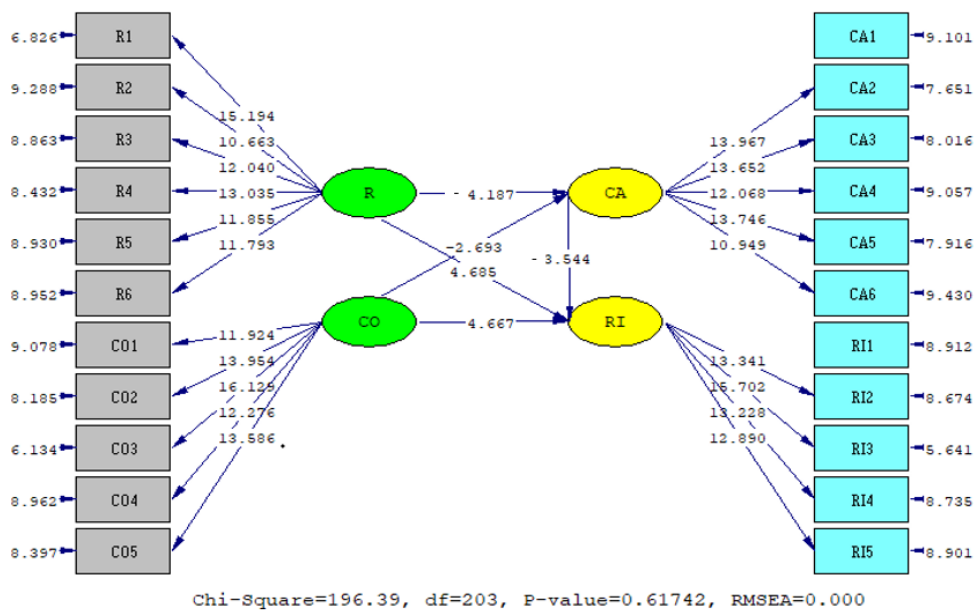 6.826 R1 CA1 9.101
9.288 R2 CA2 7.651
15.194
10.663
8.863 R3 13.967 CA3 8.016
12.040 13.652
8.432 R4 13.035 R - 4.187 CA 12.068 CA4 9.057
11.855 13.746
8.930 R5 11.793 -2.693 10.949 CA5 7.916
- 3.544
4.685
8.952 R6 CA6 9.430
11.924 CO 4.667 RI
9.078 CO1 RI1 8.912
13.954 13.341
8.185 CO2 16.129 15.702 RI2 8.674
12.276 13.228
13.586 12.890
6.134 CO3 RI3 5.641
8.962 CO4 RI4 8.735
8.397 CO5 RI5 8.901
Chi-Square=196.39, df=203, P-value=0.61742, RMSEA=0.000